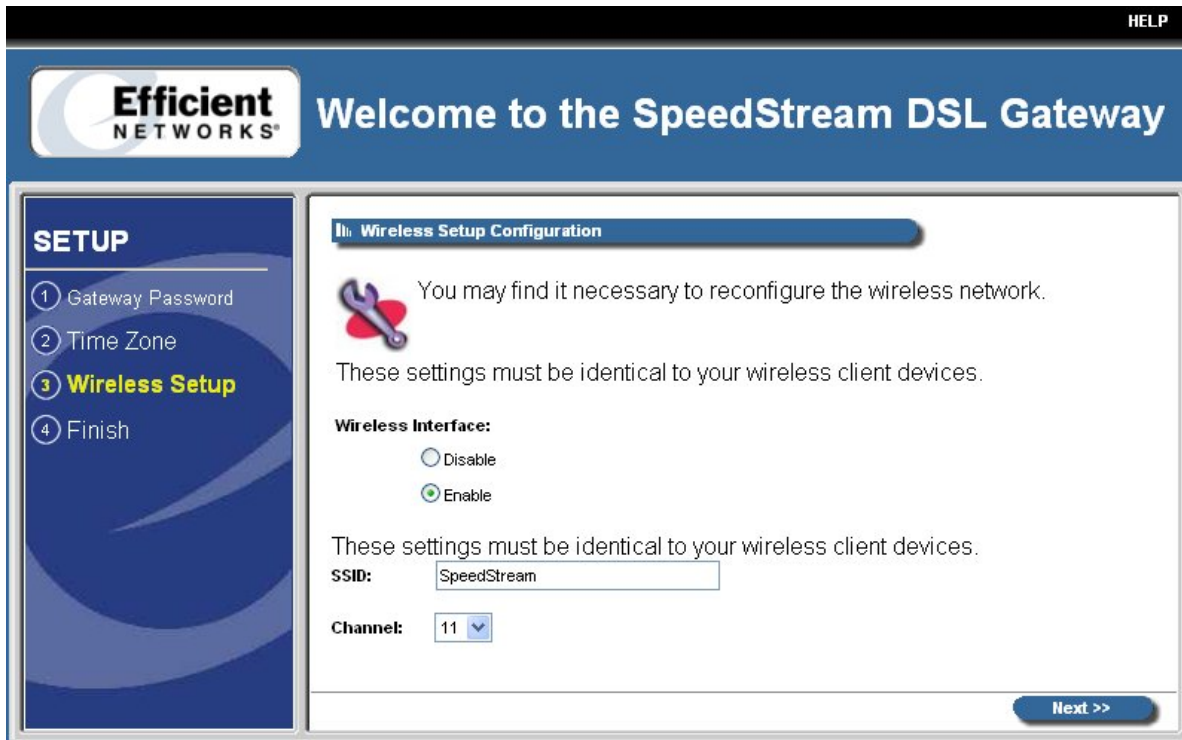 HELP
Efficient
NETWORKS®
Welcome to the SpeedStream DSL Gateway
SETUP
1 Gateway Password
2 Time Zone
3 Wireless Setup
4 Finish
Wireless Setup Configuration
You may find it necessary to reconfigure the wireless network.
These settings must be identical to your wireless client devices.
Wireless Interface:
Disable
Enable
These settings must be identical to your wireless client devices.
SSID: SpeedStream
Channel: 11
Next >>